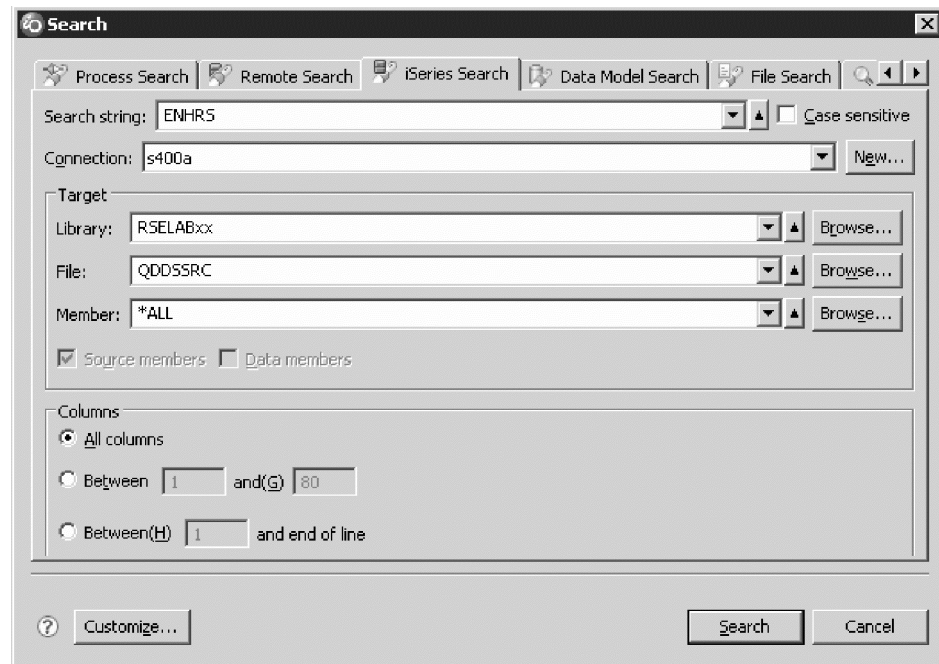 Search
Process Search Remote Search iSeries Search Data Model Search File Search
Search string: ENHRS Case sensitive
Connection: s400a New...
Target
Library: RSELABxx Browse...
File: QDDSSRC Browse...
Member: *ALL Browse...
Source members Data members
Columns
All columns
Between 1 and(G) 80
Between(H) 1 and end of line
? Customize... Search Cancel